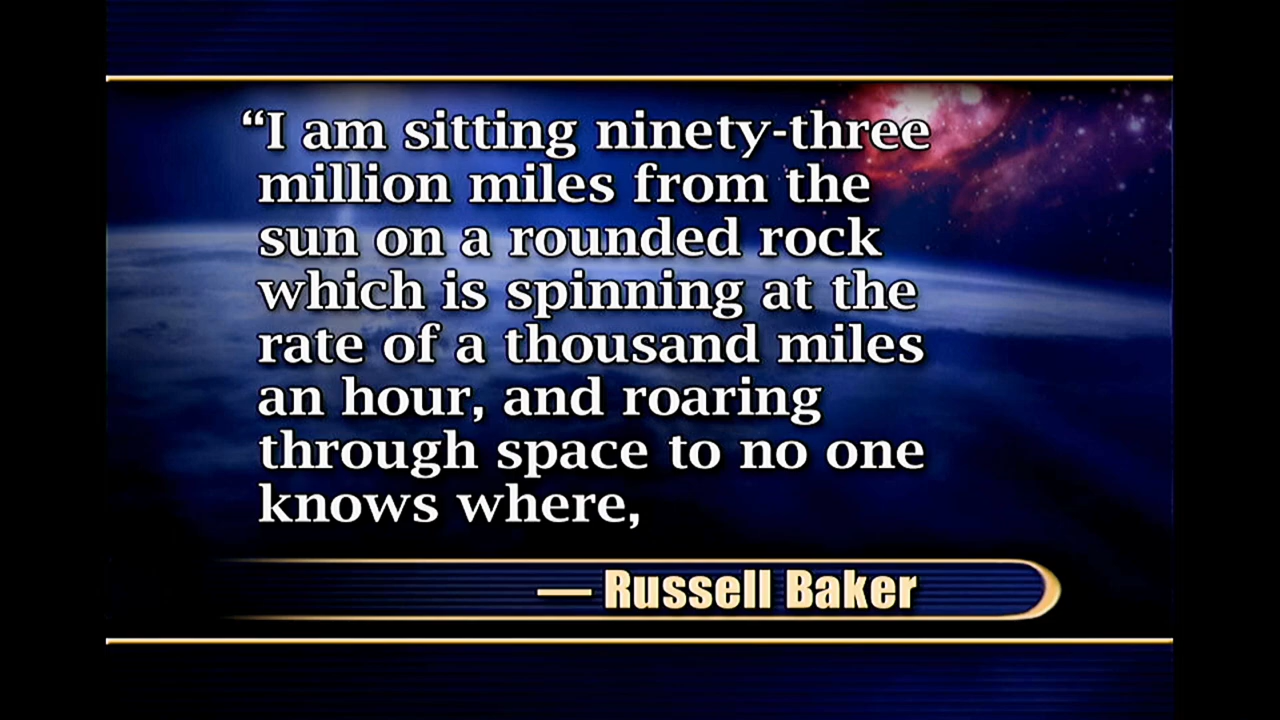 “I am sitting ninety-three
million miles from the
sun on a rounded rock
which is spinning at the
rate of a thousand miles
an hour, and roaring
through space to no one
knows where,
— Russell Baker